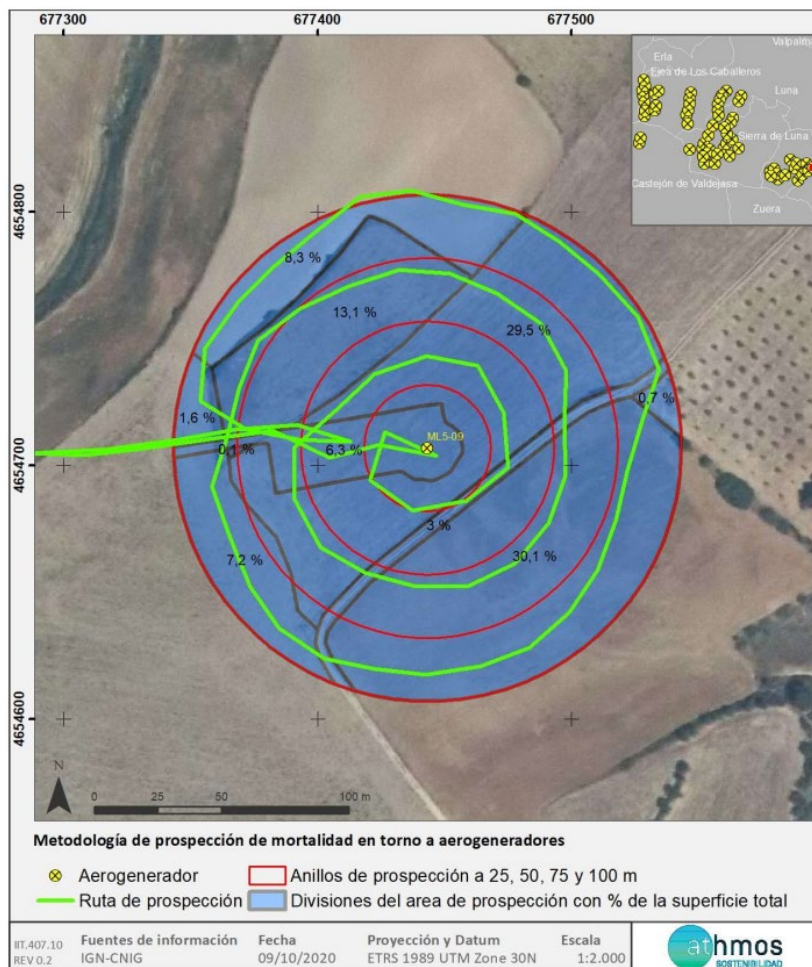 677300 677400 677500
Valpalm
Erla
Ejea de Los Caballeros
Luna
Sierra de Luna
Castejón de Valdejasa
Zuera
4654800
8,3 %
13,1 %
29,5 %
1,6 %
0,7 %
ML5-09
0,1 %
6,3 %
4654700
3 %
7,2 %
30,1 %
4654600
N
0 25 50 100 m
Metodología de prospección de mortalidad en torno a aerogeneradores
Aerogenerador
Anillos de prospección a 25, 50, 75 y 100 m
Ruta de prospección
Divisiones del area de prospección con % de la superficie total
IIT.407.10
REV 0.2
Fuentes de información
IGN-CNIG
Fecha
09/10/2020
Proyección y Datum
ETRS 1989 UTM Zone 30N
Escala
1:2.000
athmos
SOSTENIBILIDAD